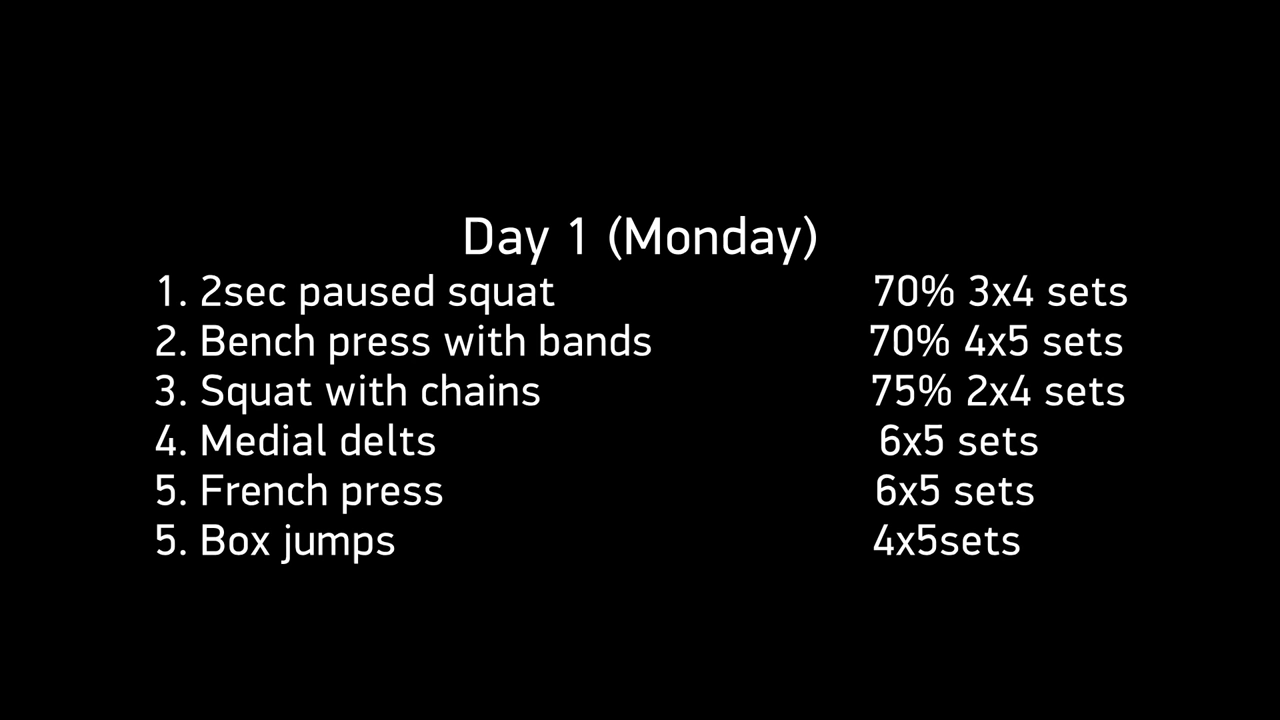 Day 1 (Monday)
1. 2sec paused squat 70% 3x4 sets
2. Bench press with bands 70% 4x5 sets
3. Squat with chains 75% 2x4 sets
4. Medial delts 6x5 sets
5. French press 6x5 sets
5. Box jumps 4x5sets